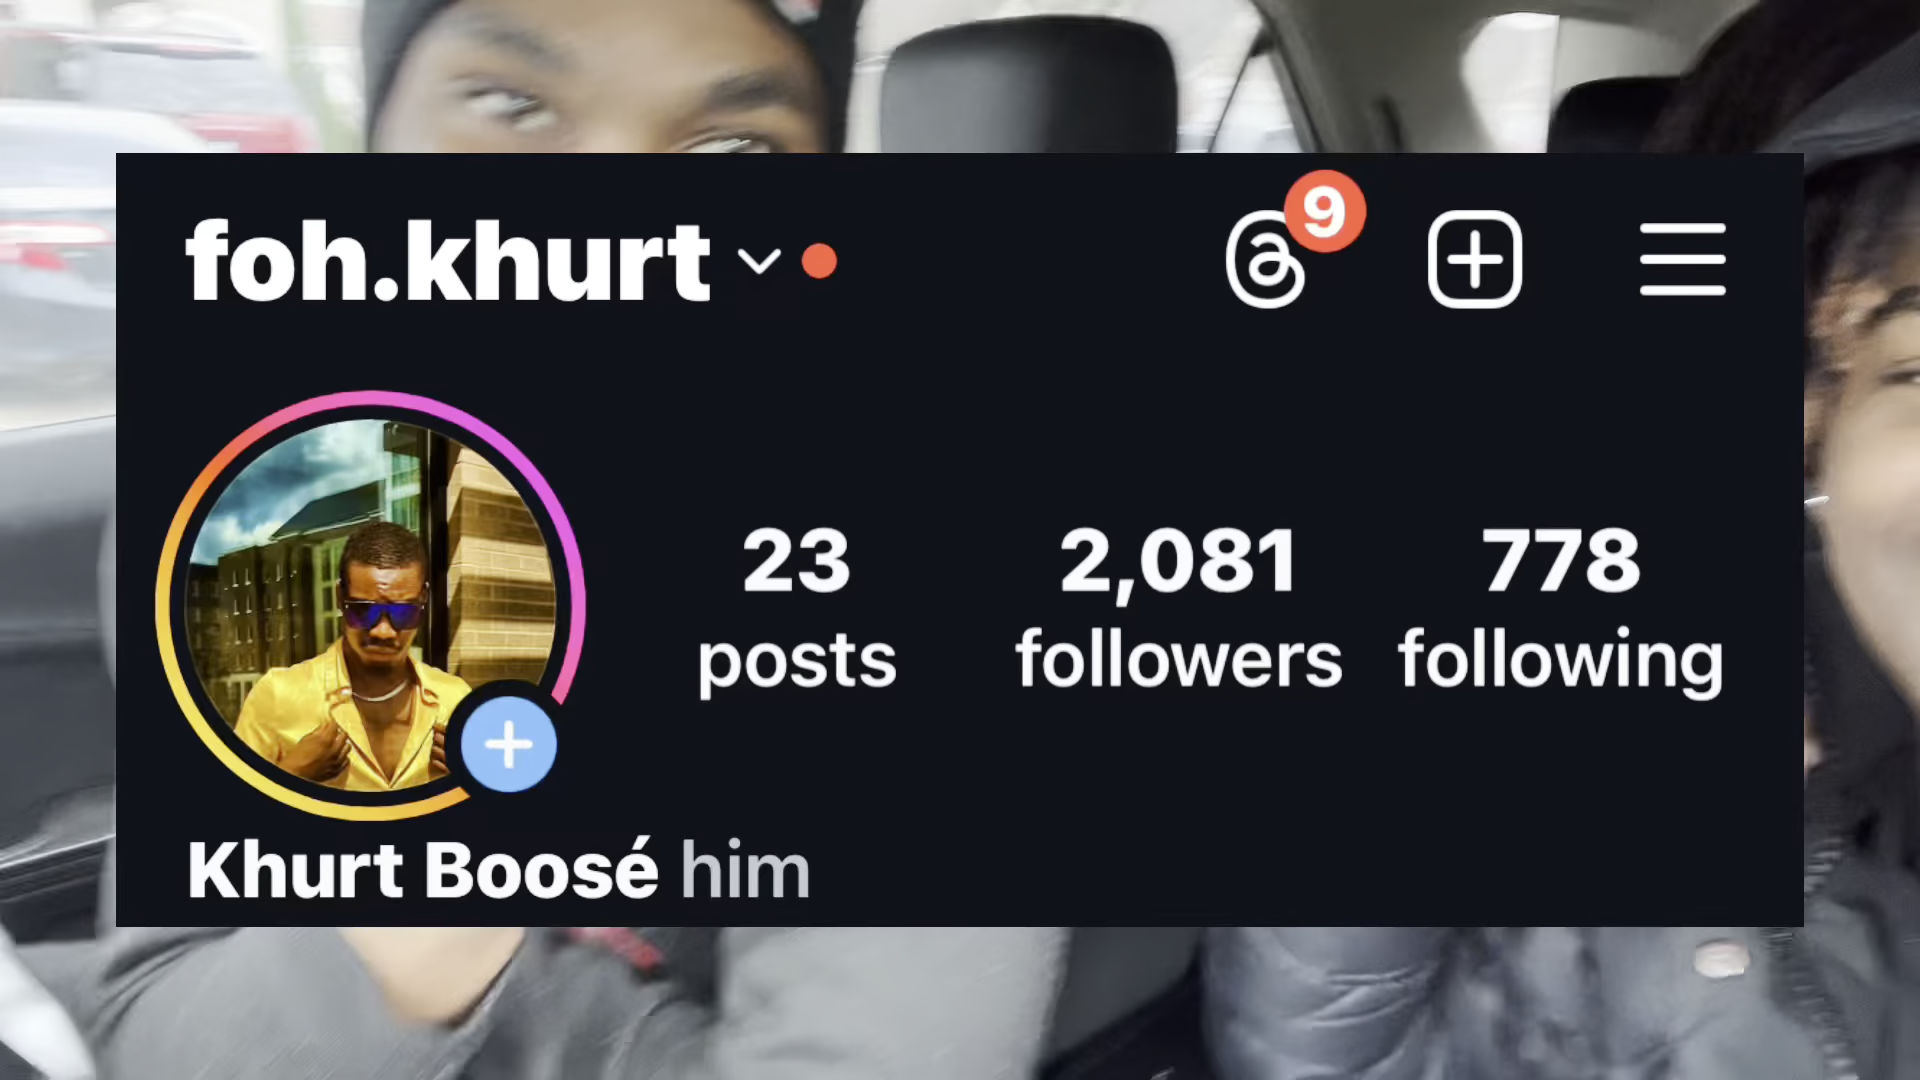 foh.khurt
9
23 2,081 778
posts followers following
Khurt Boosé him